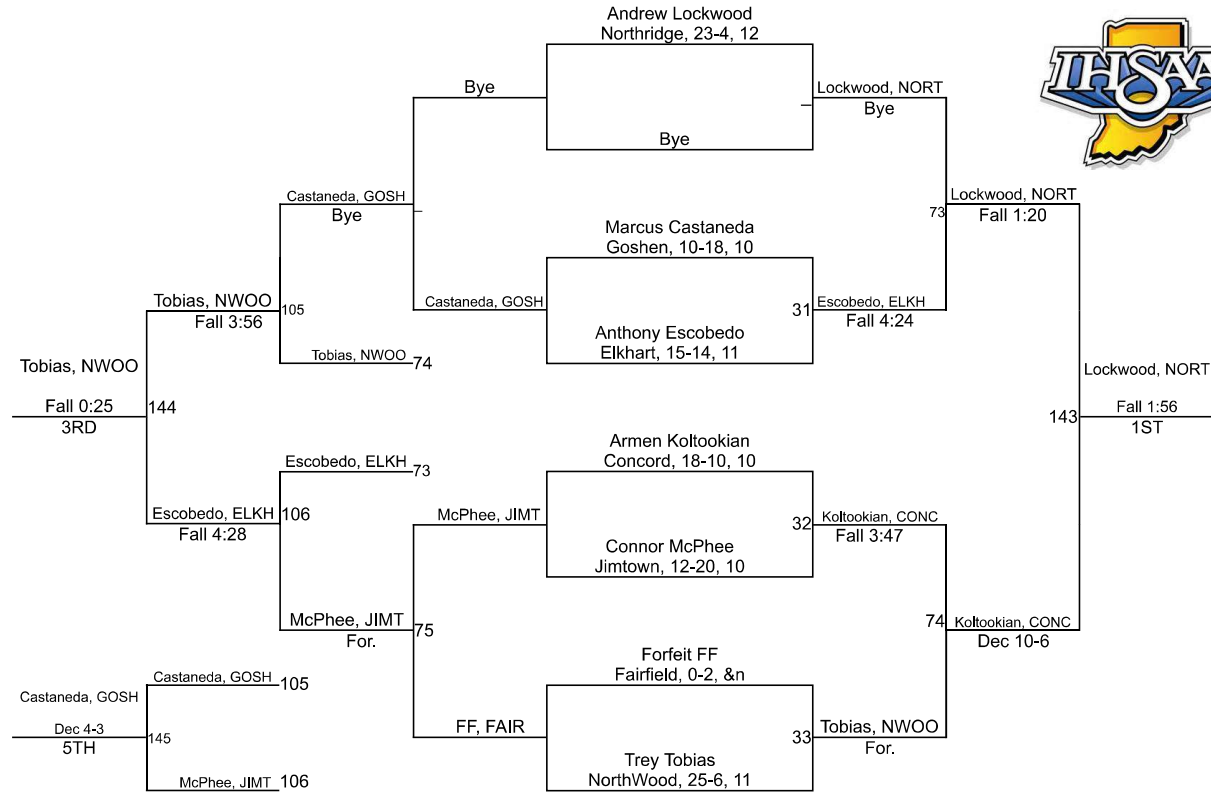 Andrew Lockwood
Northridge, 23-4, 12
IHSAA
Bye
Lockwood, NORT
Bye
Bye
Castaneda, GOSH
Bye
Lockwood, NORT
Fall 1:20
73
Marcus Castaneda
Goshen, 10-18, 10
Castaneda, GOSH
31
Escobedo, ELKH
Fall 4:24
Tobias, NWOO
Fall 3:56
105
Anthony Escobedo
Elkhart, 15-14, 11
Tobias, NWOO
74
Tobias, NWOO
Fall 0:25
3RD
144
Lockwood, NORT
Fall 1:56
1ST
143
Armen Koltookian
Concord, 18-10, 10
Escobedo, ELKH
73
Escobedo, ELKH
Fall 4:28
106
McPhee, JIMT
32
Koltookian, CONC
Fall 3:47
Connor McPhee
Jimtown, 12-20, 10
McPhee, JIMT
For.
75
74
Koltookian, CONC
Dec 10-6
Forfeit FF
Fairfield, 0-2, &n
Castaneda, GOSH
105
Castaneda, GOSH
Dec 4-3
5TH
145
FF, FAIR
33
Tobias, NWOO
For.
Trey Tobias
NorthWood, 25-6, 11
McPhee, JIMT
106